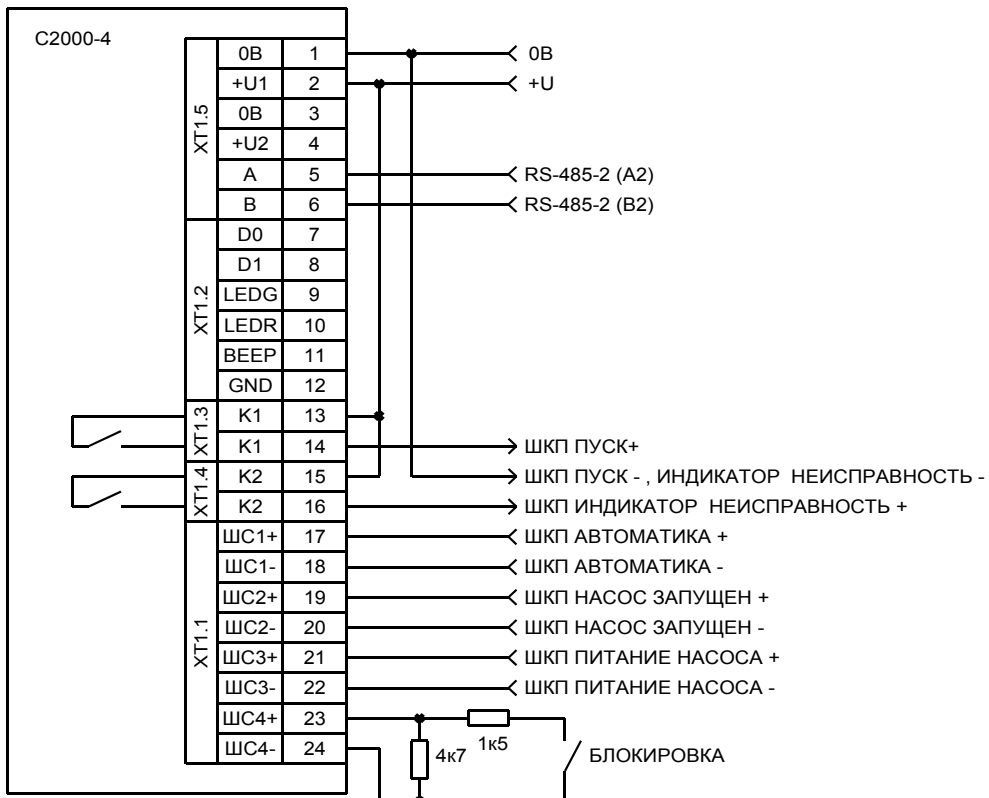 С2000-4
XT1.5
0В 1 0В
+U1 2 +U
0В 3
+U2 4
A 5 RS-485-2 (A2)
B 6 RS-485-2 (B2)
XT1.2
D0 7
D1 8
LEDG 9
LEDR 10
BEEP 11
GND 12
XT1.3
K1 13
K1 14 ШКП ПУСК+
XT1.4
K2 15 ШКП ПУСК - , ИНДИКАТОР НЕИСПРАВНОСТЬ -
K2 16 ШКП ИНДИКАТОР НЕИСПРАВНОСТЬ +
XT1.1
ШС1+ 17 ШКП АВТОМАТИКА +
ШС1- 18 ШКП АВТОМАТИКА -
ШС2+ 19 ШКП НАСОС ЗАПУЩЕН +
ШС2- 20 ШКП НАСОС ЗАПУЩЕН -
ШС3+ 21 ШКП ПИТАНИЕ НАСОСА +
ШС3- 22 ШКП ПИТАНИЕ НАСОСА -
ШС4+ 23
ШС4- 24 4к7 1к5 БЛОКИРОВКА